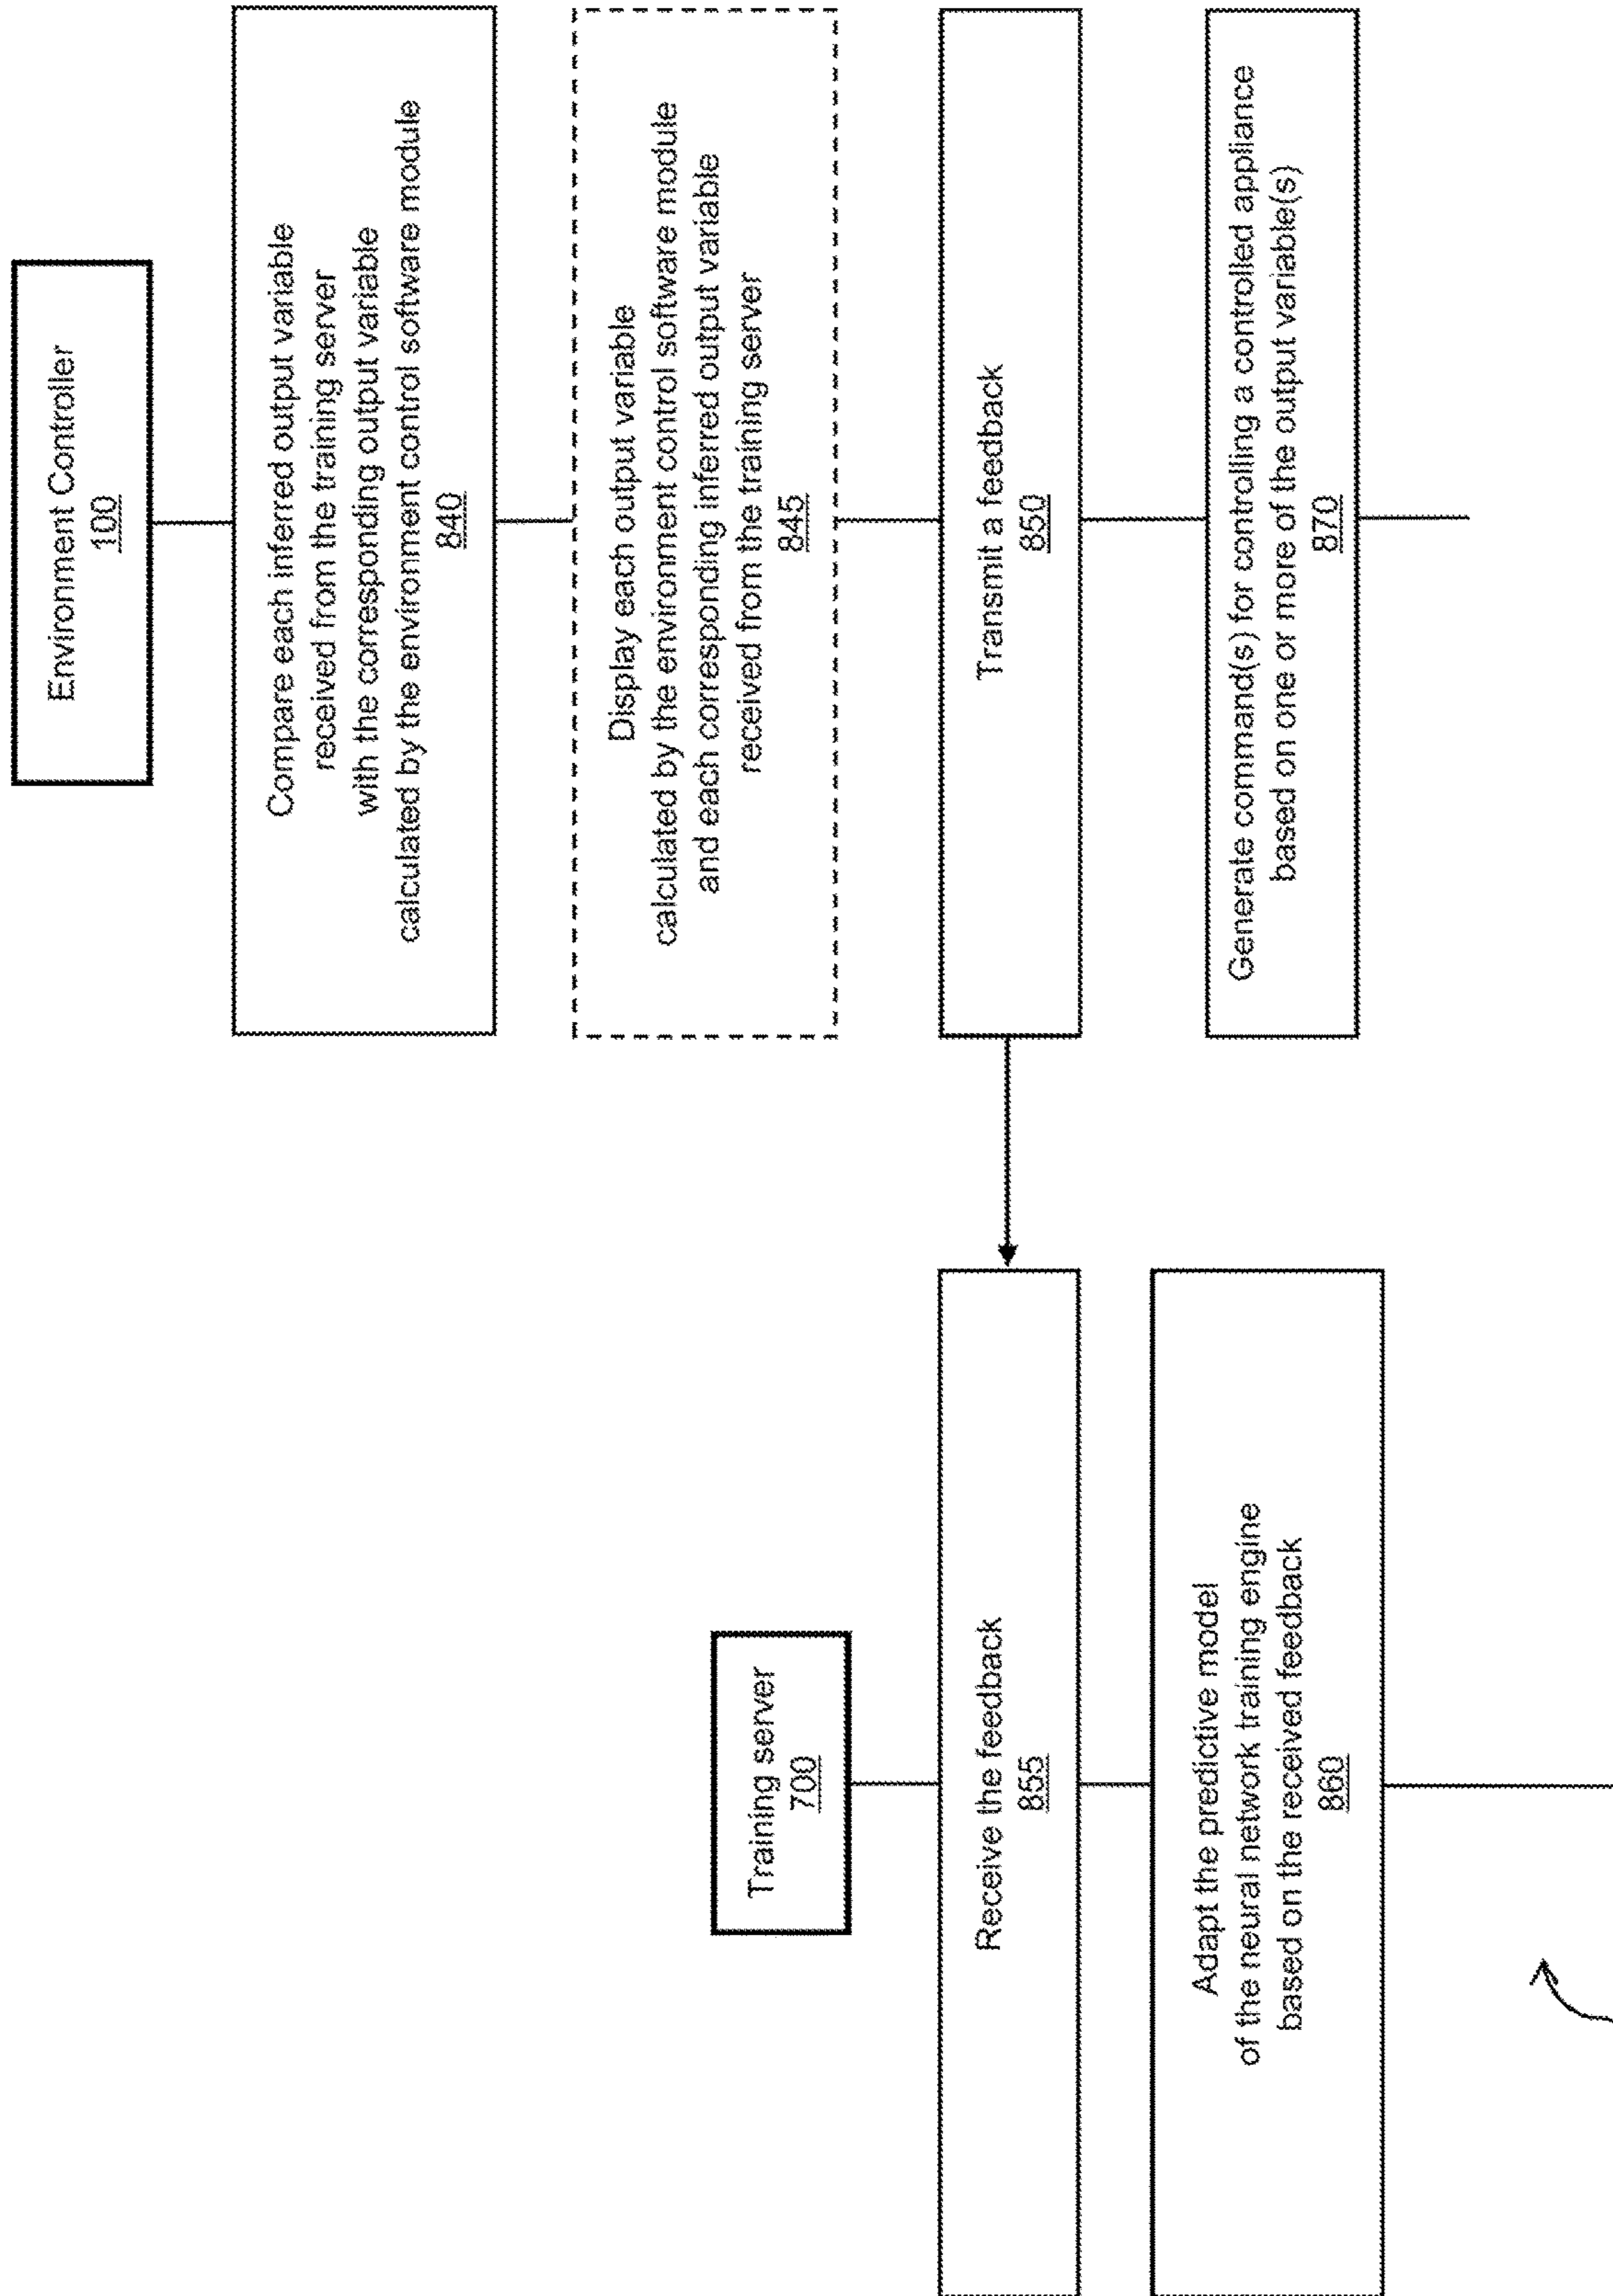 Environment Controller
100
Compare each inferred output variable
received from the training server
with the corresponding output variable
calculated by the environment control software module
840
Display each output variable
calculated by the environment control software module
and each corresponding inferred output variable
received from the training server
845
Transmit a feedback
850
Generate command(s) for controlling a controlled appliance
based on one or more of the output variable(s)
870
Training server
700
Receive the feedback
855
Adapt the predictive model
of the neural network training engine
based on the received feedback
860